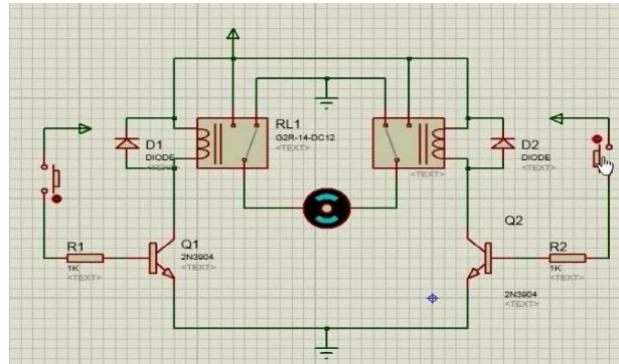 RL1
G2R-14-DC12
<TEXT>
D1
DIODE
<TEXT>
D2
DIODE
<TEXT>
<TEXT>
Q1
2N3904
<TEXT>
Q2
2N3904
<TEXT>
R1
1K
<TEXT>
R2
1K
<TEXT>